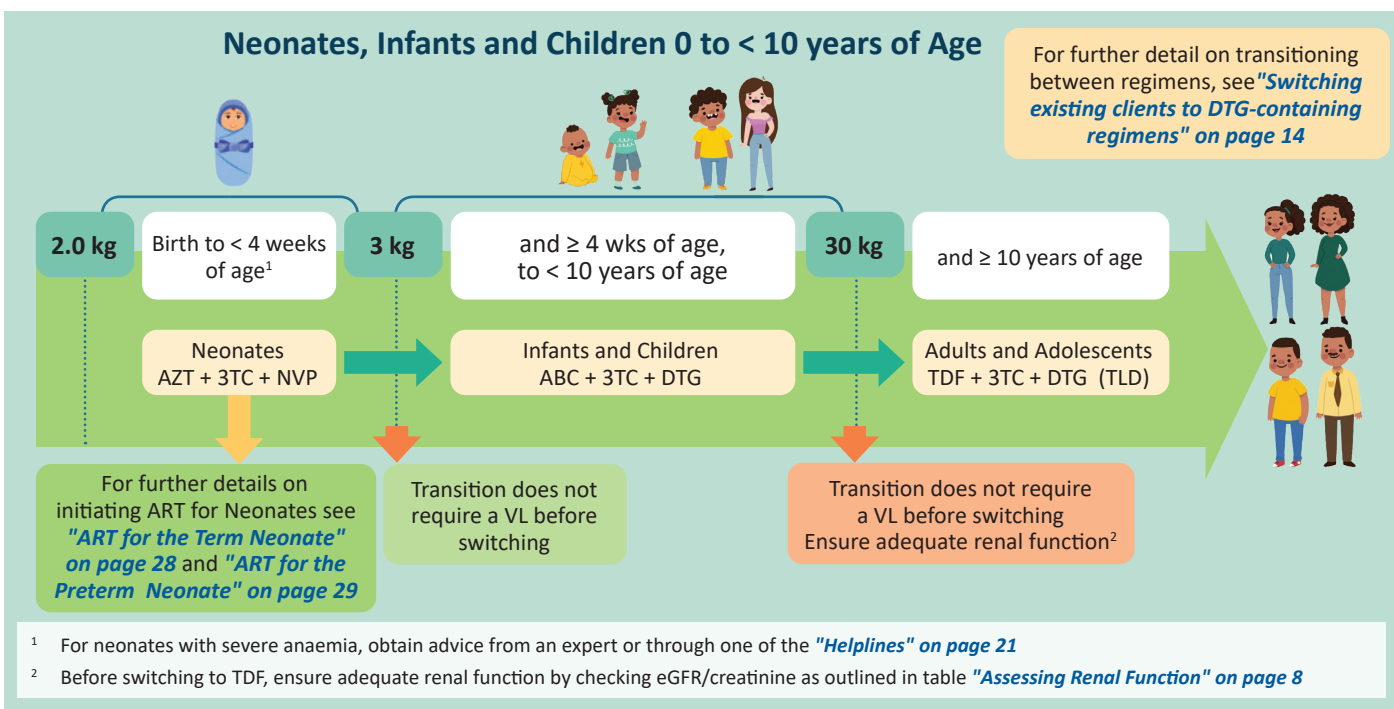 Neonates, Infants and Children 0 to < 10 years of Age
For further detail on transitioning
between regimens, see "Switching
existing clients to DTG-containing
regimens" on page 14
2.0 kg
Birth to < 4 weeks
of age¹
3 kg
and ≥ 4 wks of age,
to < 10 years of age
30 kg
and ≥ 10 years of age
Neonates
AZT + 3TC + NVP
Infants and Children
ABC + 3TC + DTG
Adults and Adolescents
TDF + 3TC + DTG (TLD)
For further details on
initiating ART for Neonates see
"ART for the Term Neonate"
on page 28 and "ART for the
Preterm Neonate" on page 29
Transition does not
require a VL before
switching
Transition does not require
a VL before switching
Ensure adequate renal function²
¹ For neonates with severe anaemia, obtain advice from an expert or through one of the "Helplines" on page 21
² Before switching to TDF, ensure adequate renal function by checking eGFR/creatinine as outlined in table "Assessing Renal Function" on page 8